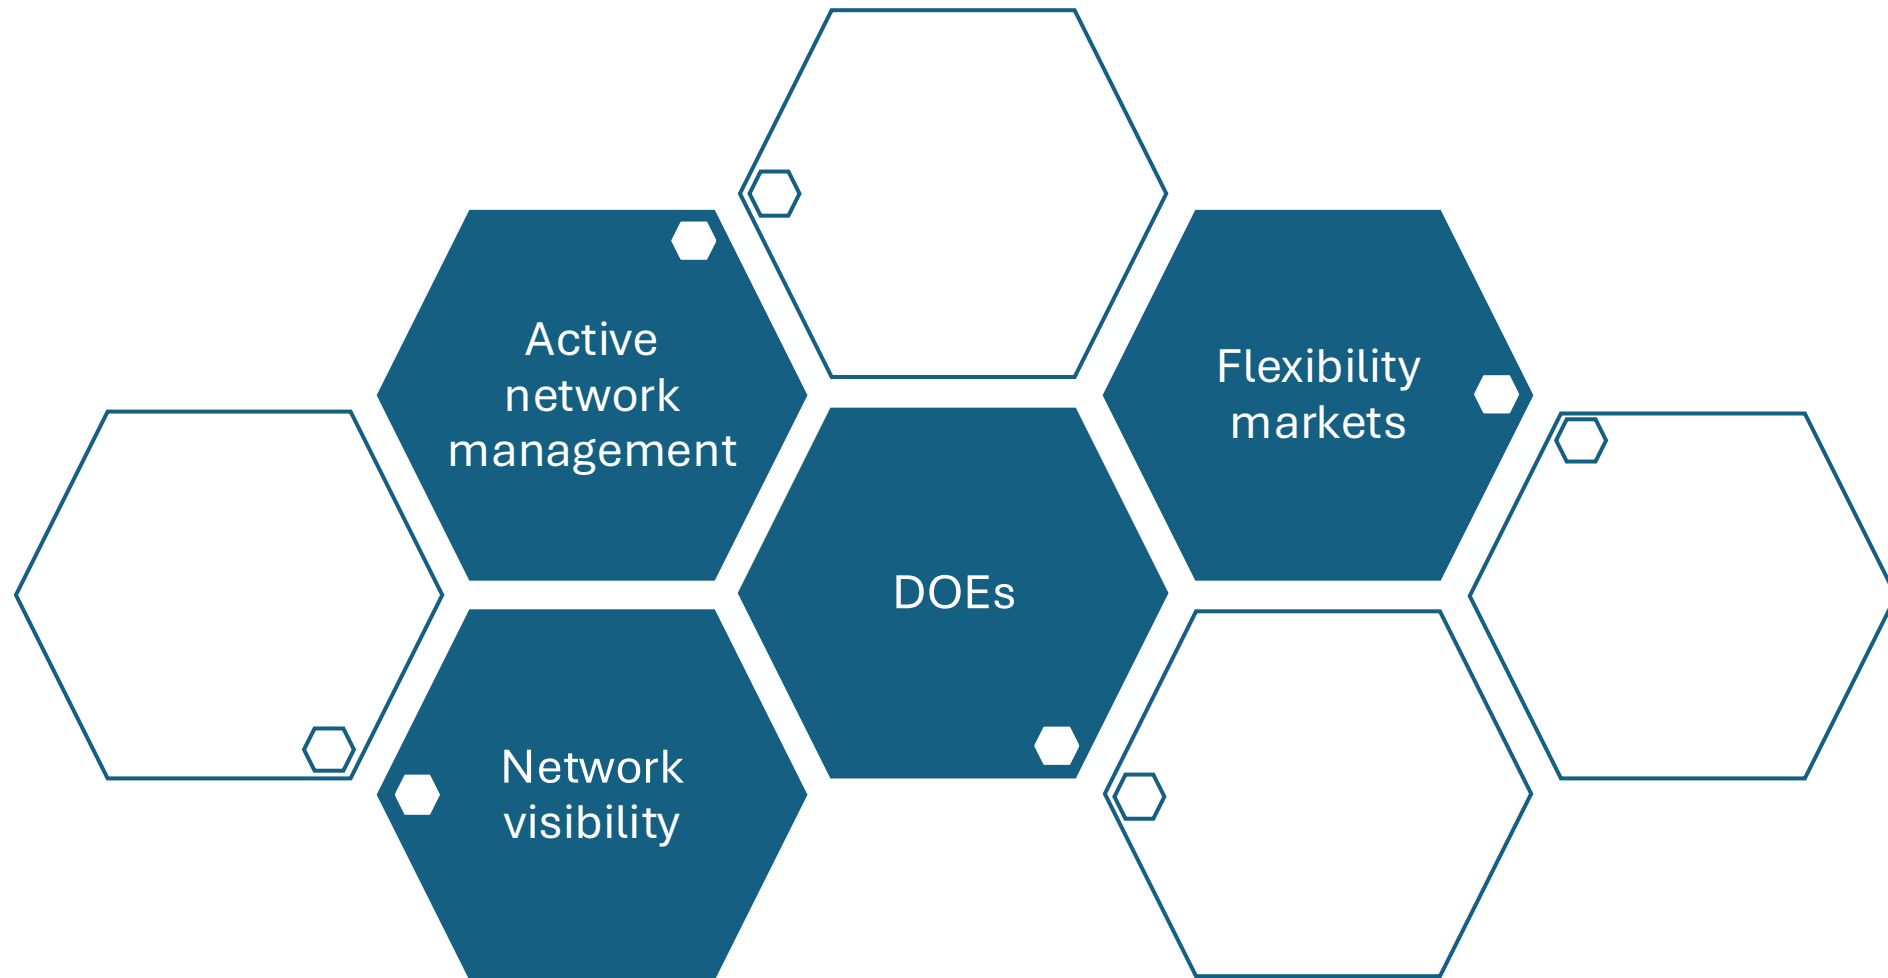 Active
network
management
Flexibility
markets
DOEs
Network
visibility